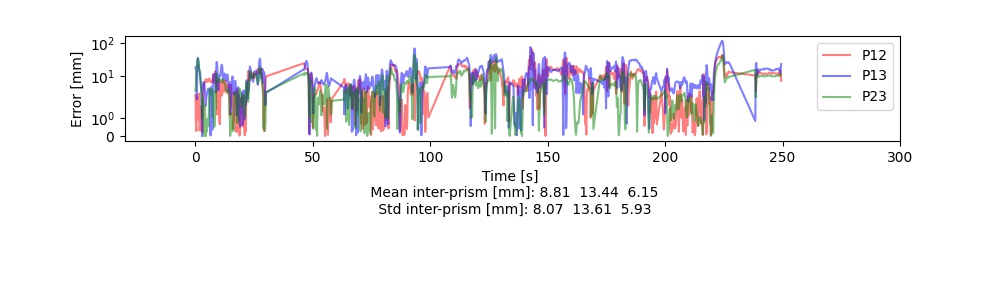 10²
10¹
10⁰
0
Error [mm]
P12
P13
P23
0 50 100 150 200 250 300
Time [s]
Mean inter-prism [mm]: 8.81 13.44 6.15
Std inter-prism [mm]: 8.07 13.61 5.93